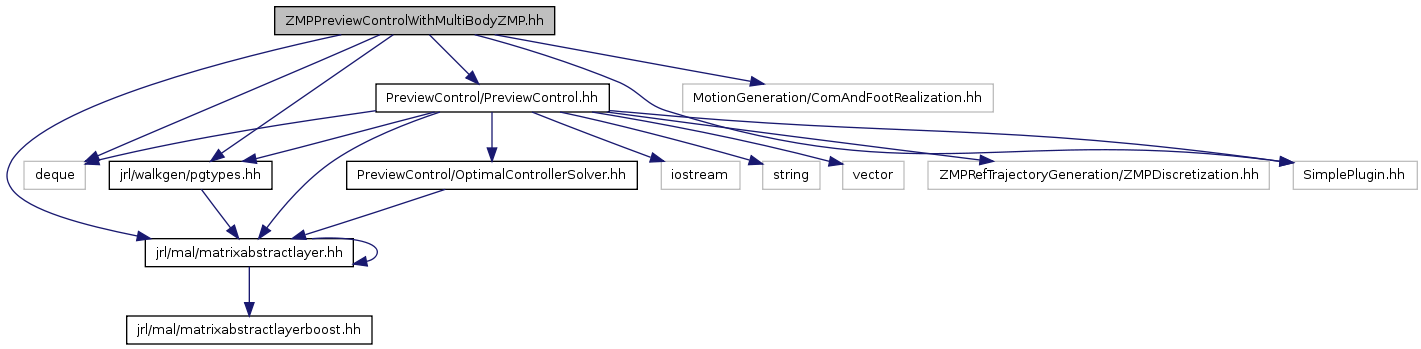 ZMPPreviewControlWithMultiBodyZMP.hh
PreviewControl/PreviewControl.hh
MotionGeneration/ComAndFootRealization.hh
deque
jrl/walkgen/pgtypes.hh
PreviewControl/OptimalControllerSolver.hh
iostream
string
vector
ZMPRefTrajectoryGeneration/ZMPDiscretization.hh
SimplePlugin.hh
jrl/mal/matrixabstractlayer.hh
jrl/mal/matrixabstractlayerboost.hh